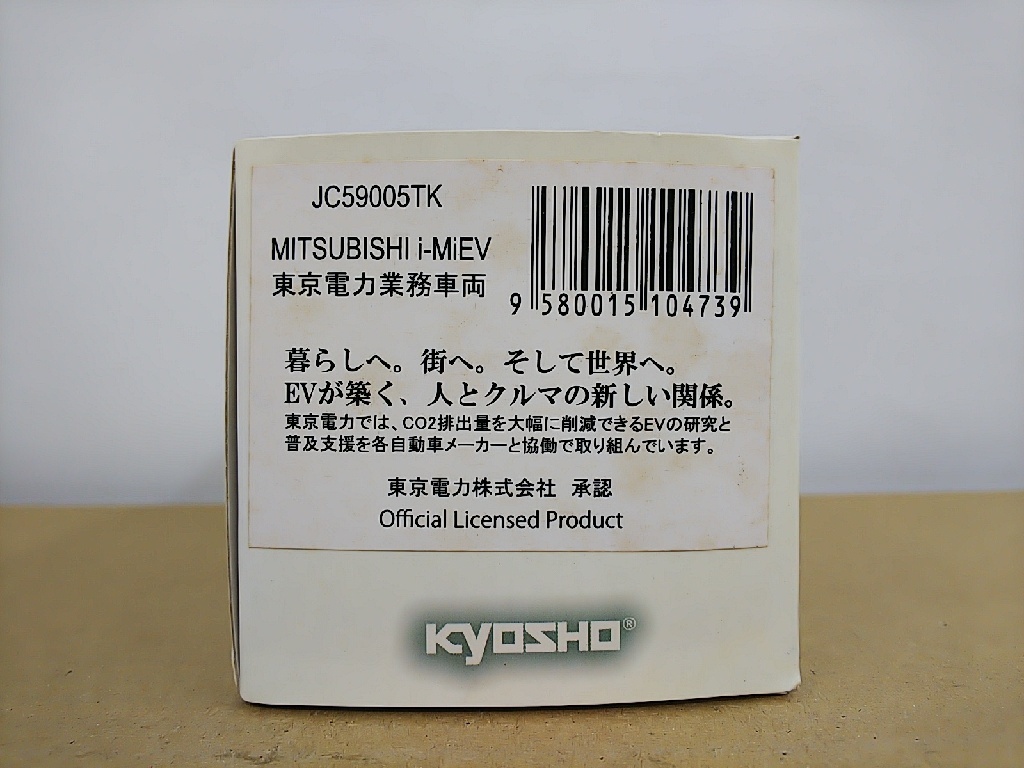 JC59005TK
MITSUBISHI i-MiEV
東京電力業務車両
9 580015 104739
暮らしへ。街へ。そして世界へ。
EVが築く、人とクルマの新しい関係。
東京電力では、CO2排出量を大幅に削減できるEVの研究と
普及支援を各自動車メーカーと協働で取り組んでいます。
東京電力株式会社 承認
Official Licensed Product
KYOSHO®